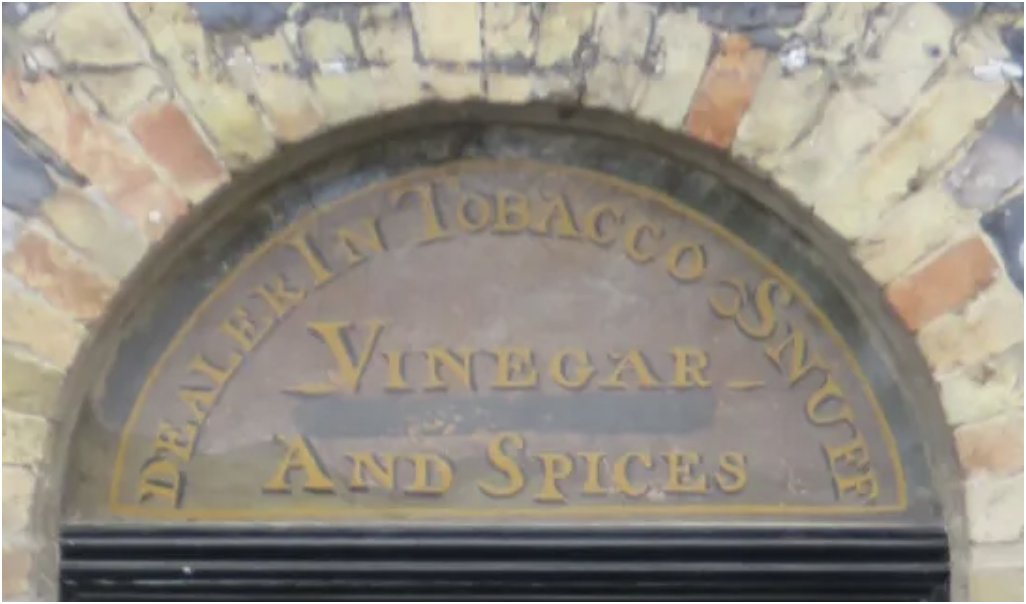 DEALER IN TOBACCO & SNUFF
VINEGAR
AND SPICES